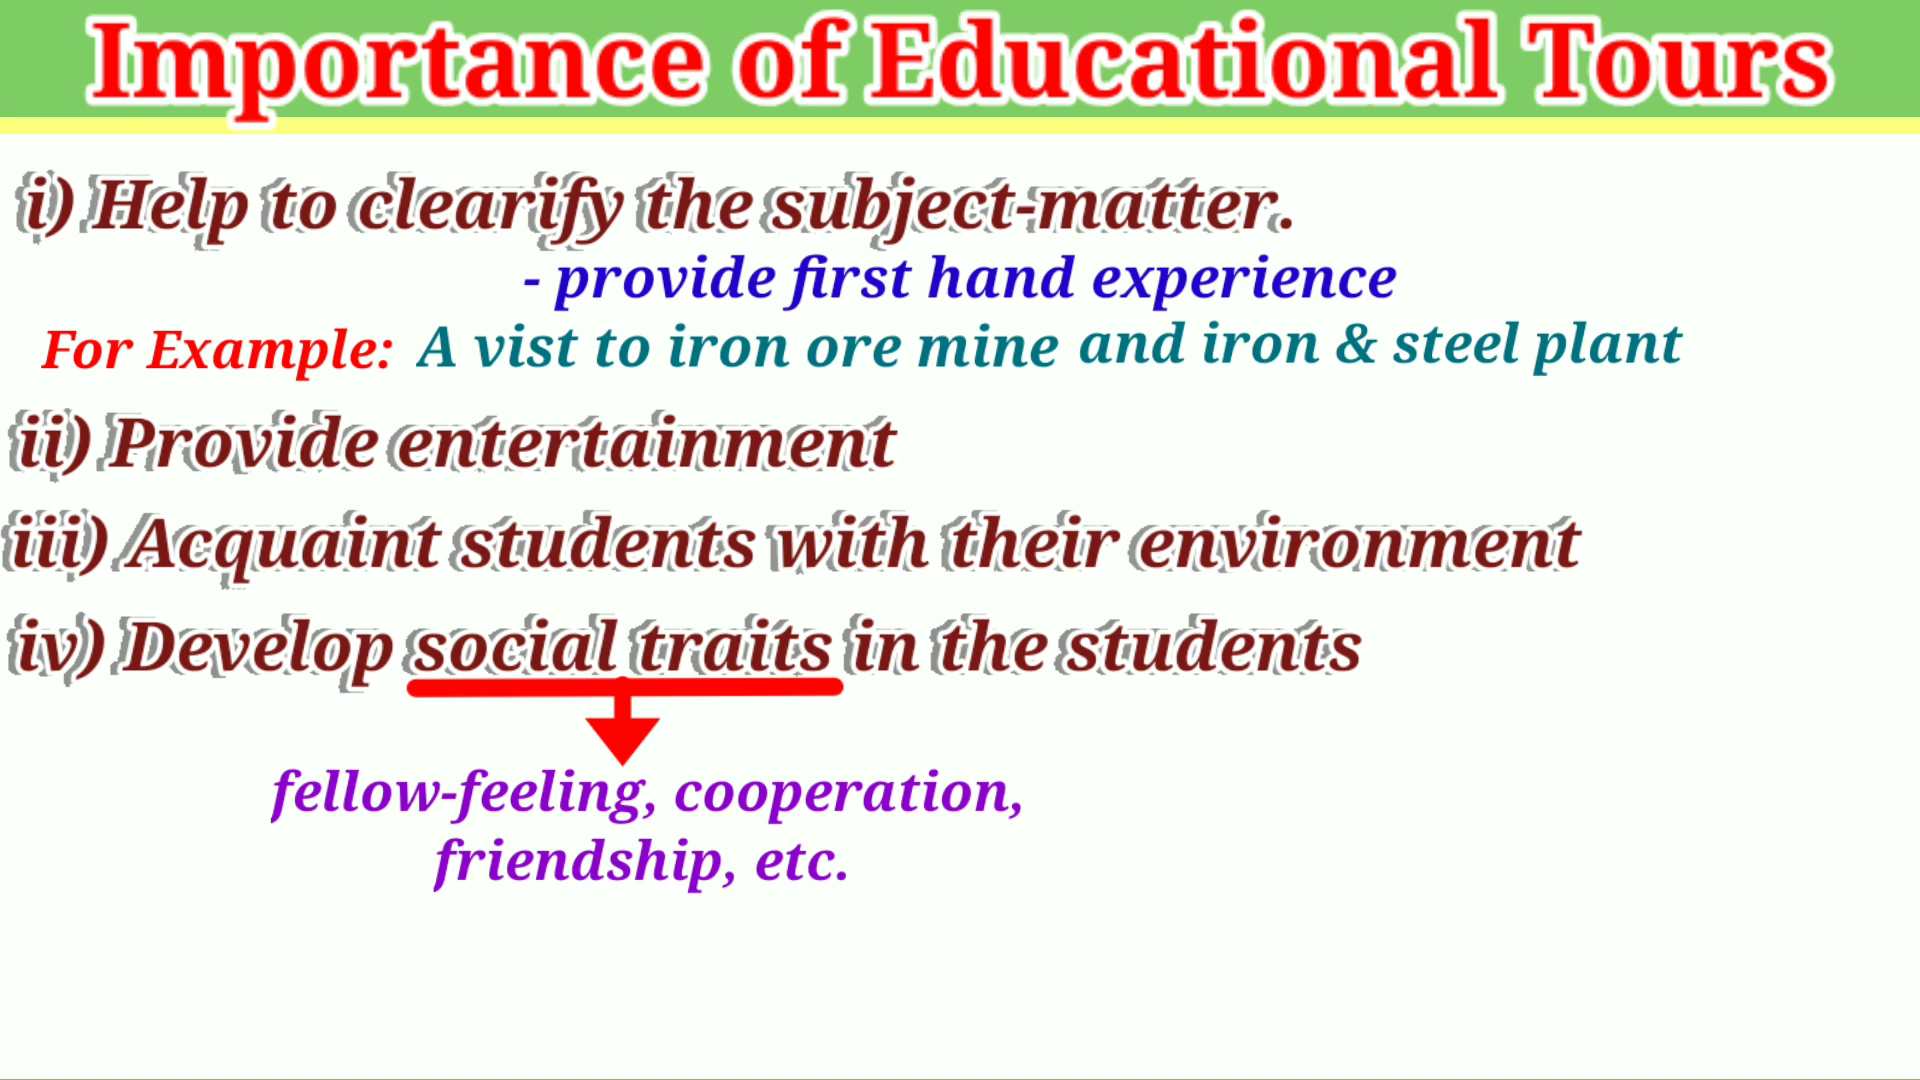 Importance of Educational Tours
i) Help to clearify the subject-matter.
- provide first hand experience
For Example: A vist to iron ore mine and iron & steel plant
ii) Provide entertainment
iii) Acquaint students with their environment
iv) Develop social traits in the students
fellow-feeling, cooperation,
friendship, etc.